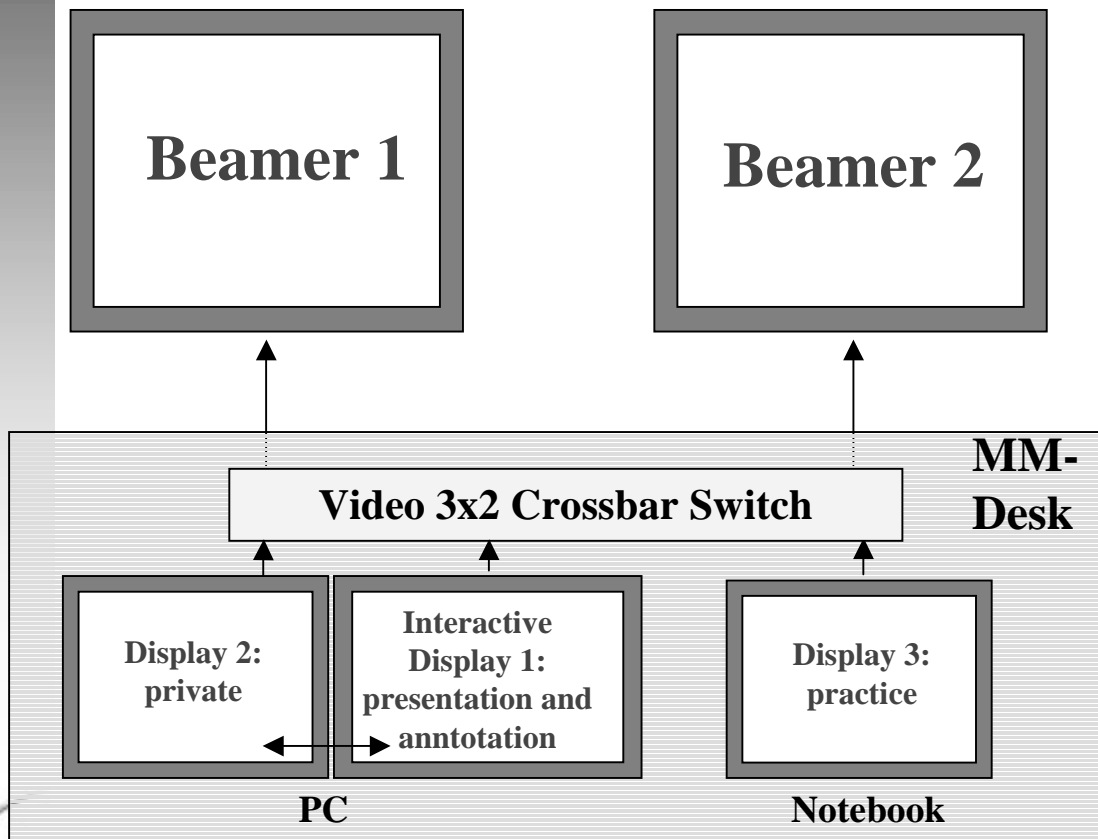 Beamer 1
Beamer 2
MM-
Desk
Video 3x2 Crossbar Switch
Display 2:
private
Interactive
Display 1:
presentation and
anntotation
Display 3:
practice
PC
Notebook